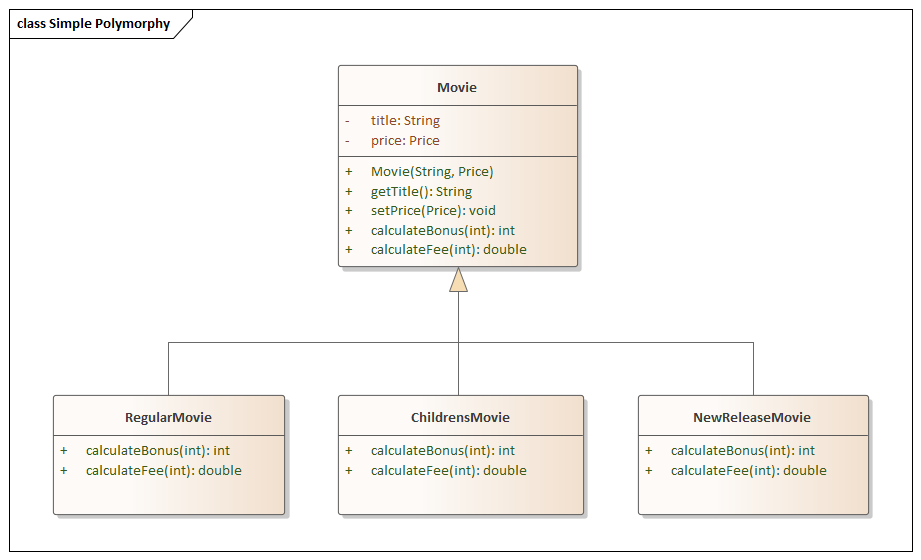 class Simple Polymorphy
Movie
- title: String
- price: Price
+ Movie(String, Price)
+ getTitle(): String
+ setPrice(Price): void
+ calculateBonus(int): int
+ calculateFee(int): double
RegularMovie
+ calculateBonus(int): int
+ calculateFee(int): double
ChildrensMovie
+ calculateBonus(int): int
+ calculateFee(int): double
NewReleaseMovie
+ calculateBonus(int): int
+ calculateFee(int): double